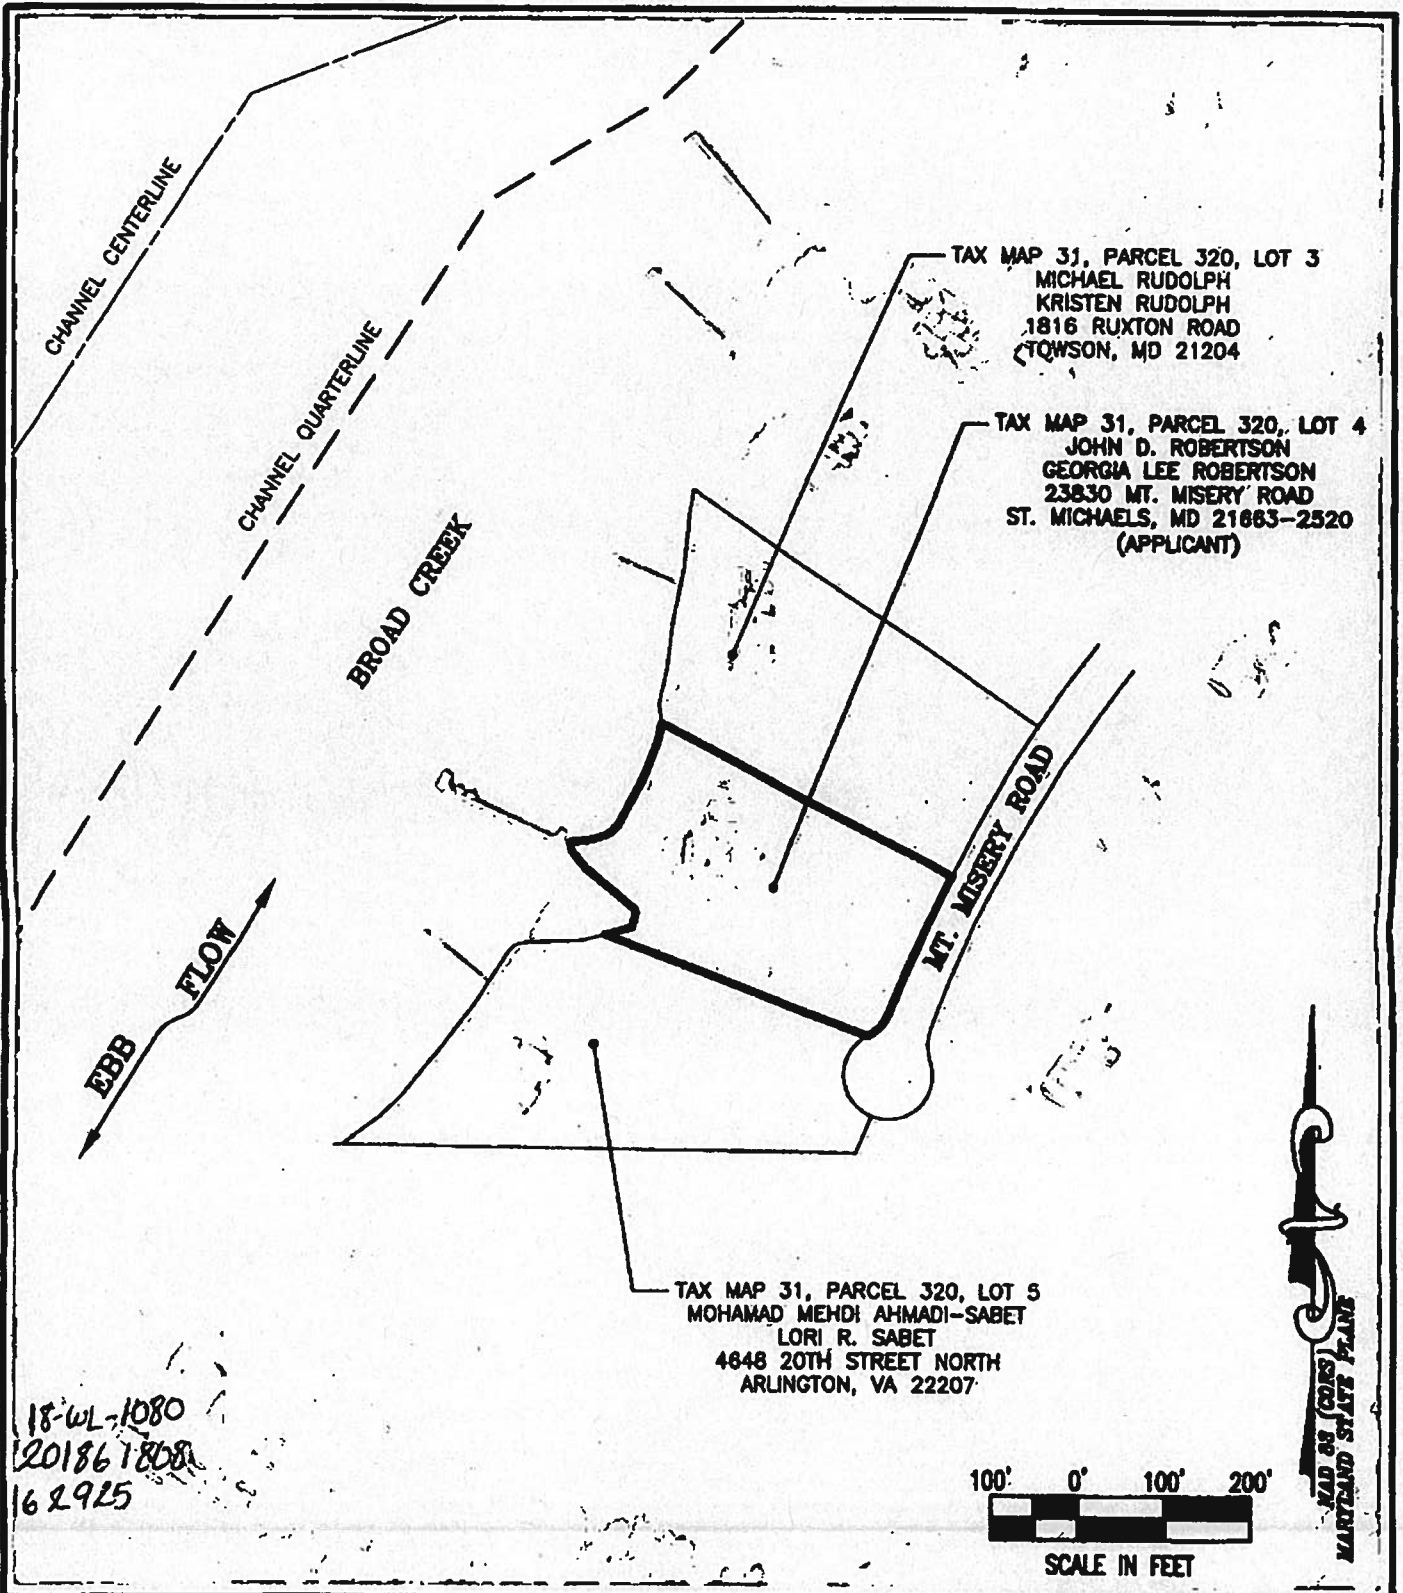 CHANNEL CENTERLINE
CHANNEL QUARTERLINE
BROAD CREEK
TAX MAP 31, PARCEL 320, LOT 3
MICHAEL RUDOLPH
KRISTEN RUDOLPH
1816 RUXTON ROAD
TOWSON, MD 21204
TAX MAP 31, PARCEL 320, LOT 4
JOHN D. ROBERTSON
GEORGIA LEE ROBERTSON
23830 MT. MISERY ROAD
ST. MICHAELS, MD 21663-2520
(APPLICANT)
MT. MISERY ROAD
EBB
FLOW
TAX MAP 31, PARCEL 320, LOT 5
MOHAMAD MEHDI AHMADI-SABET
LORI R. SABET
4648 20TH STREET NORTH
ARLINGTON, VA 22207
18-WL-1080
201861808
162925
100' 0' 100' 200'
SCALE IN FEET
NAD 83 (CORS)
MARYLAND STATE PLANE